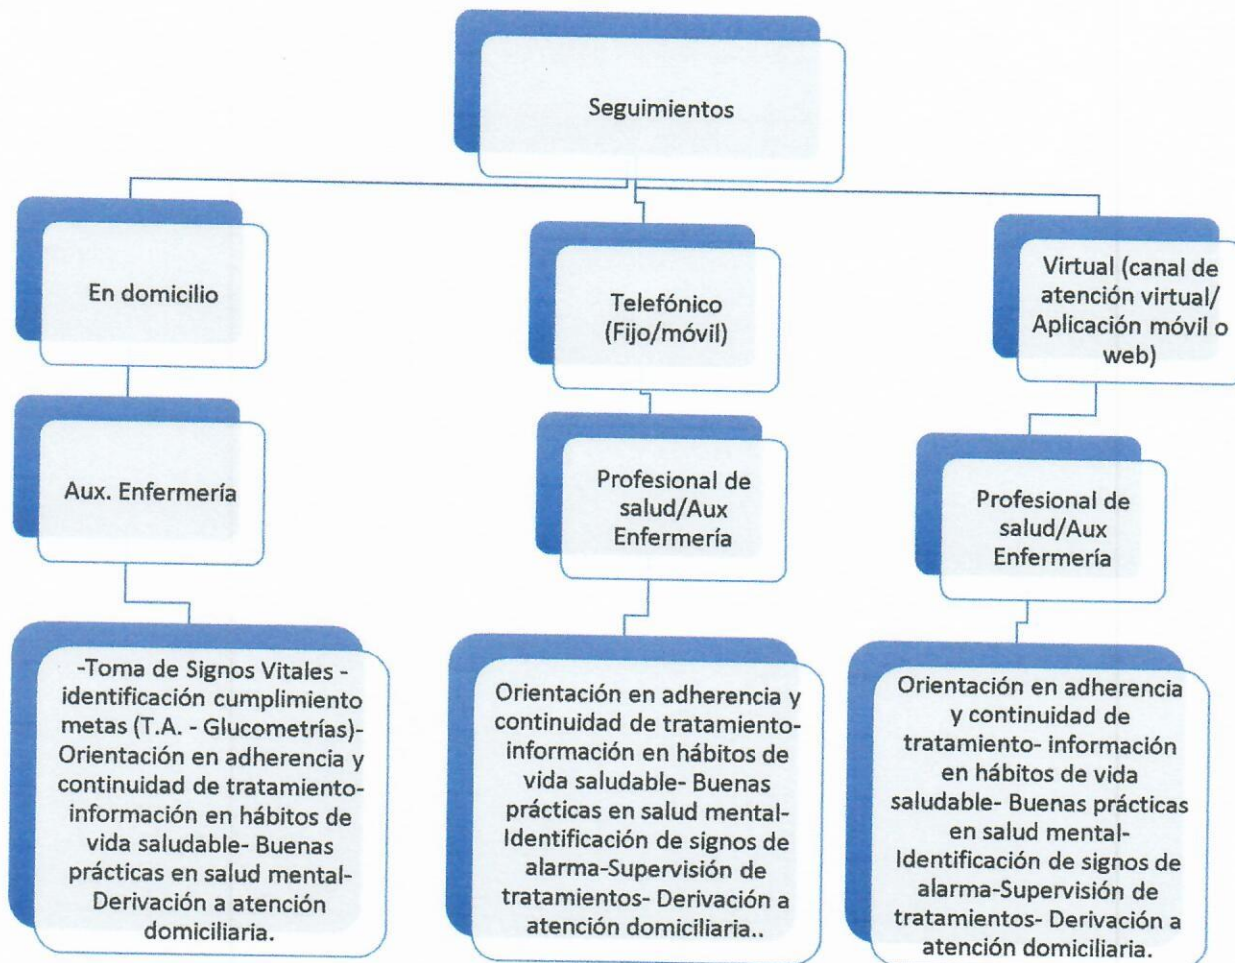 Seguimientos
En domicilio
Telefónico
(Fijo/móvil)
Virtual (canal de
atención virtual/
Aplicación móvil o
web)
Aux. Enfermería
Profesional de
salud/Aux
Enfermería
Profesional de
salud/Aux
Enfermería
-Toma de Signos Vitales -
identificación cumplimiento
metas (T.A. - Glucometrías)-
Orientación en adherencia y
continuidad de tratamiento-
información en hábitos de
vida saludable- Buenas
prácticas en salud mental-
Derivación a atención
domiciliaria.
Orientación en adherencia y
continuidad de tratamiento-
información en hábitos de
vida saludable- Buenas
prácticas en salud mental-
Identificación de signos de
alarma-Supervisión de
tratamientos- Derivación a
atención domiciliaria..
Orientación en adherencia
y continuidad de
tratamiento- información
en hábitos de vida
saludable- Buenas prácticas
en salud mental-
Identificación de signos de
alarma-Supervisión de
tratamientos- Derivación a
atención domiciliaria.